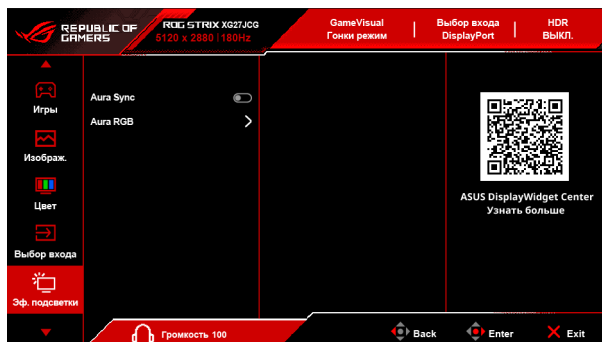 REPUBLIC OF
GAMERS
ROG STRIX XG27JCG
5120 x 2880 | 180Hz
GameVisual
Гонки режим
Выбор входа
DisplayPort
HDR
ВЫКЛ.
Игры
Изображ.
Цвет
Выбор входа
Эф. подсветки
Aura Sync
Aura RGB
ASUS DisplayWidget Center
Узнать больше
Громкость 100
Back
Enter
Exit